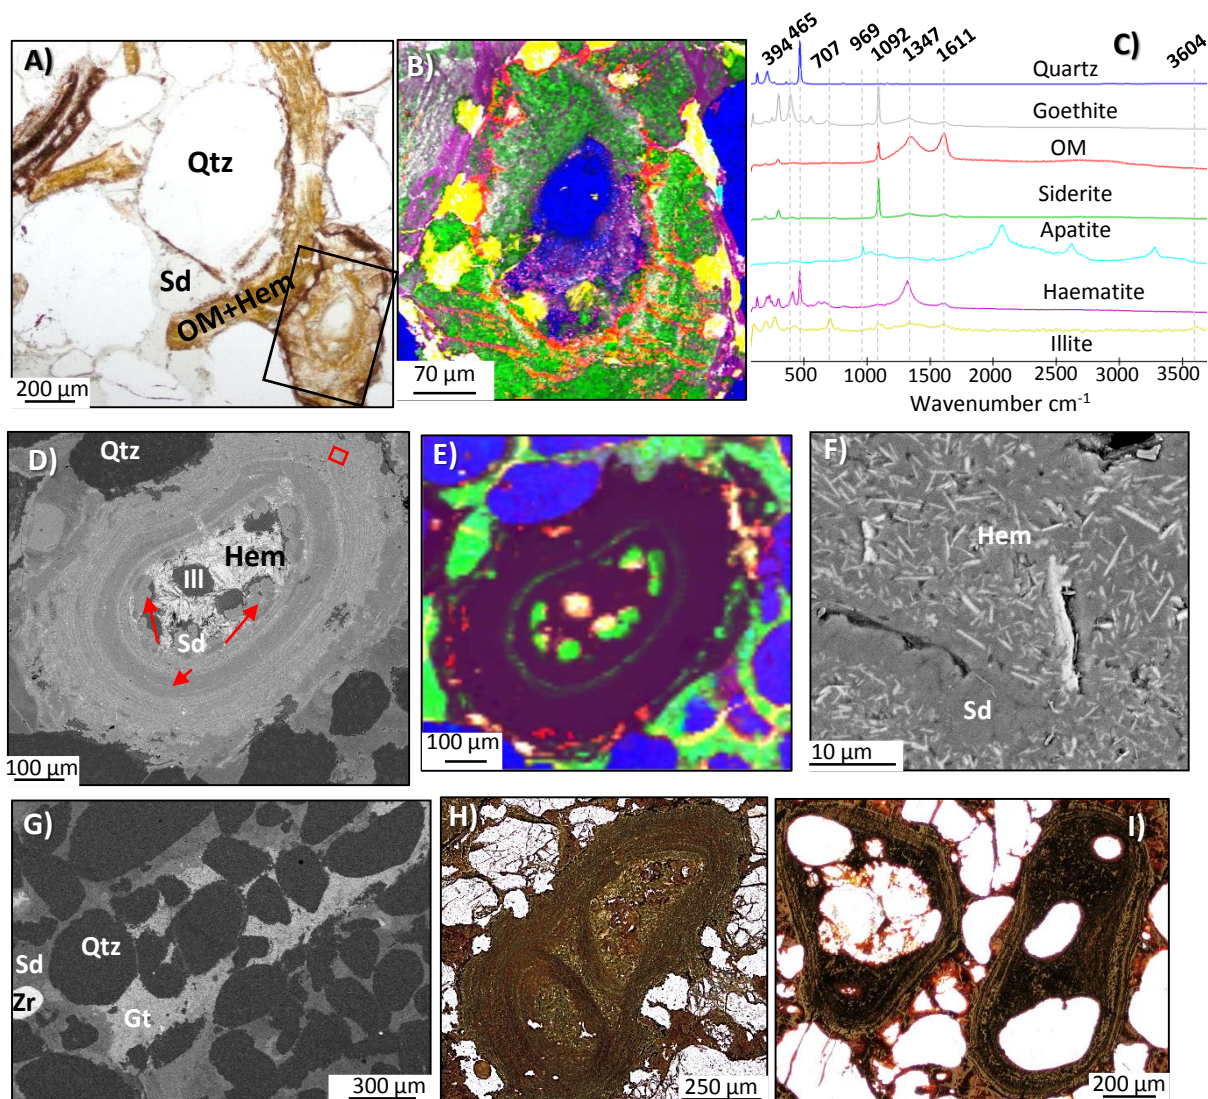 A)
Qtz
Sd
OM+Hem
200 µm
B)
70 µm
C)
394
465
707
969
1092
1347
1611
3604
Quartz
Goethite
OM
Siderite
Apatite
Haematite
Illite
500
1000
1500
2000
2500
3000
3500
Wavenumber cm⁻¹
D)
Qtz
Hem
Ill
Sd
100 µm
E)
100 µm
F)
Hem
Sd
10 µm
G)
Qtz
Sd
Zr
Gt
300 µm
H)
250 µm
I)
200 µm